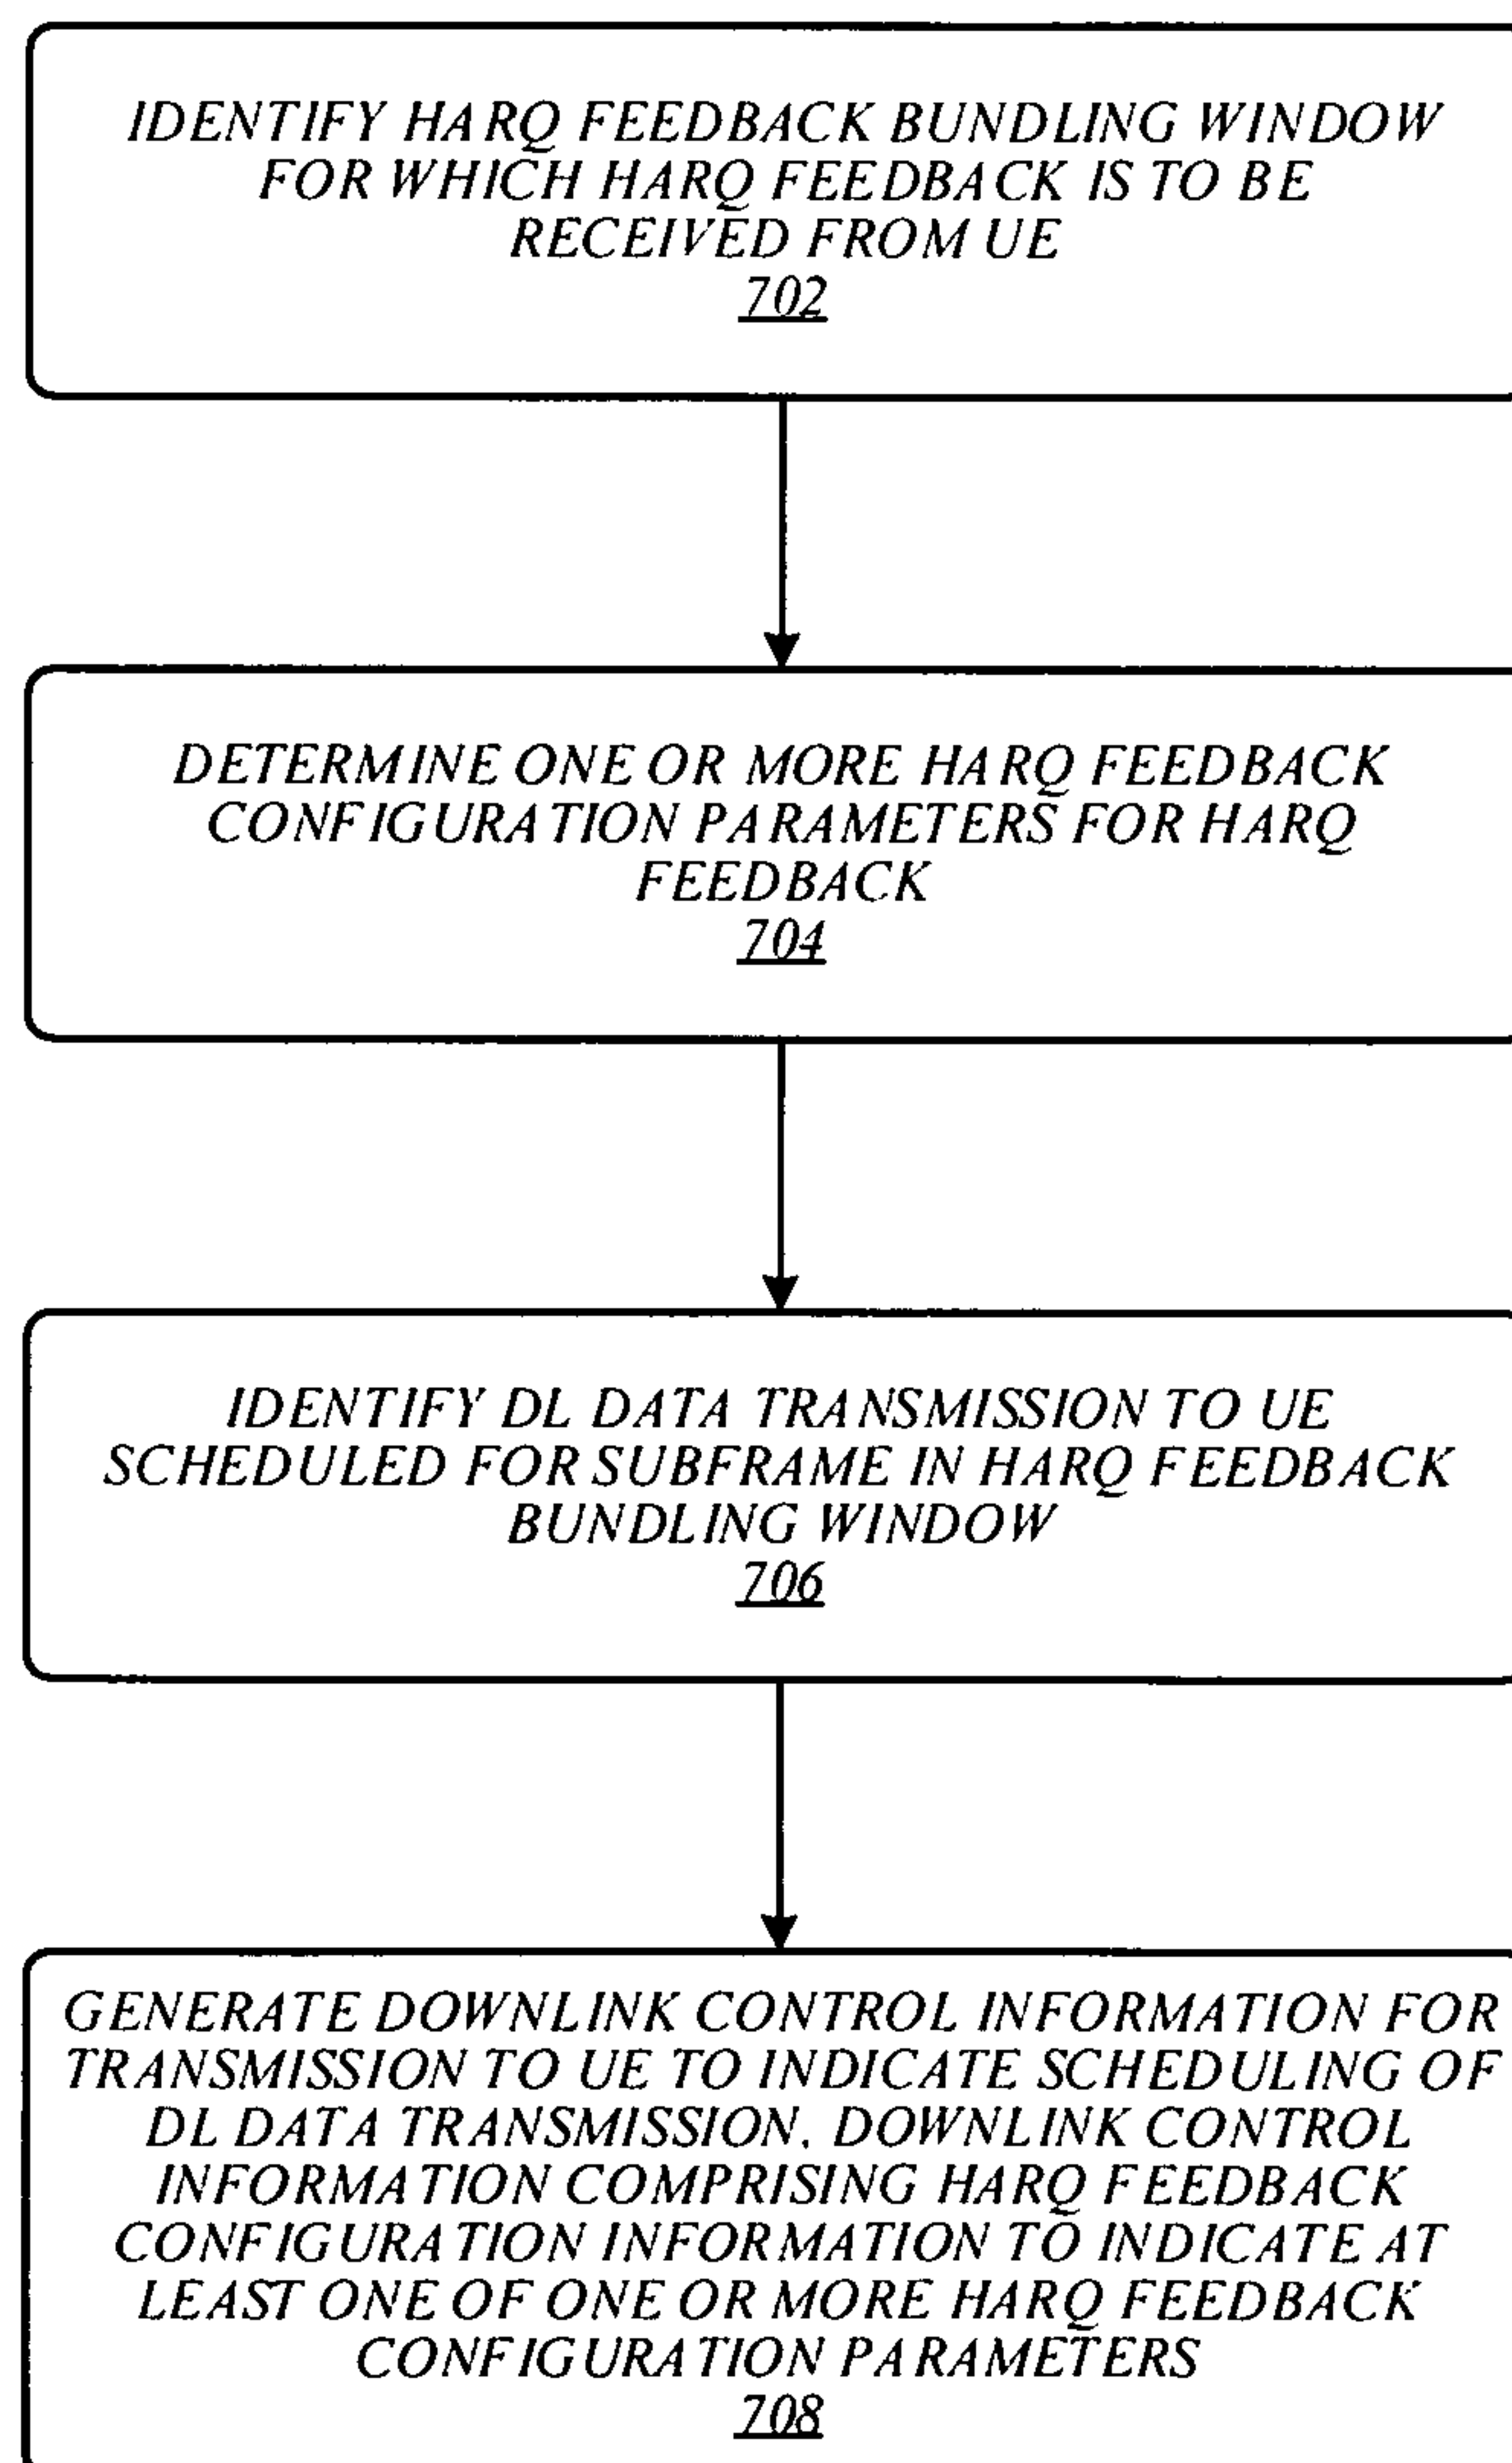 IDENTIFY HARQ FEEDBACK BUNDLING WINDOW
FOR WHICH HARQ FEEDBACK IS TO BE
RECEIVED FROM UE
702
DETERMINE ONE OR MORE HARQ FEEDBACK
CONFIGURATION PARAMETERS FOR HARQ
FEEDBACK
704
IDENTIFY DL DATA TRANSMISSION TO UE
SCHEDULED FOR SUBFRAME IN HARQ FEEDBACK
BUNDLING WINDOW
706
GENERATE DOWNLINK CONTROL INFORMATION FOR
TRANSMISSION TO UE TO INDICATE SCHEDULING OF
DL DATA TRANSMISSION, DOWNLINK CONTROL
INFORMATION COMPRISING HARQ FEEDBACK
CONFIGURATION INFORMATION TO INDICATE AT
LEAST ONE OF ONE OR MORE HARQ FEEDBACK
CONFIGURATION PARAMETERS
708